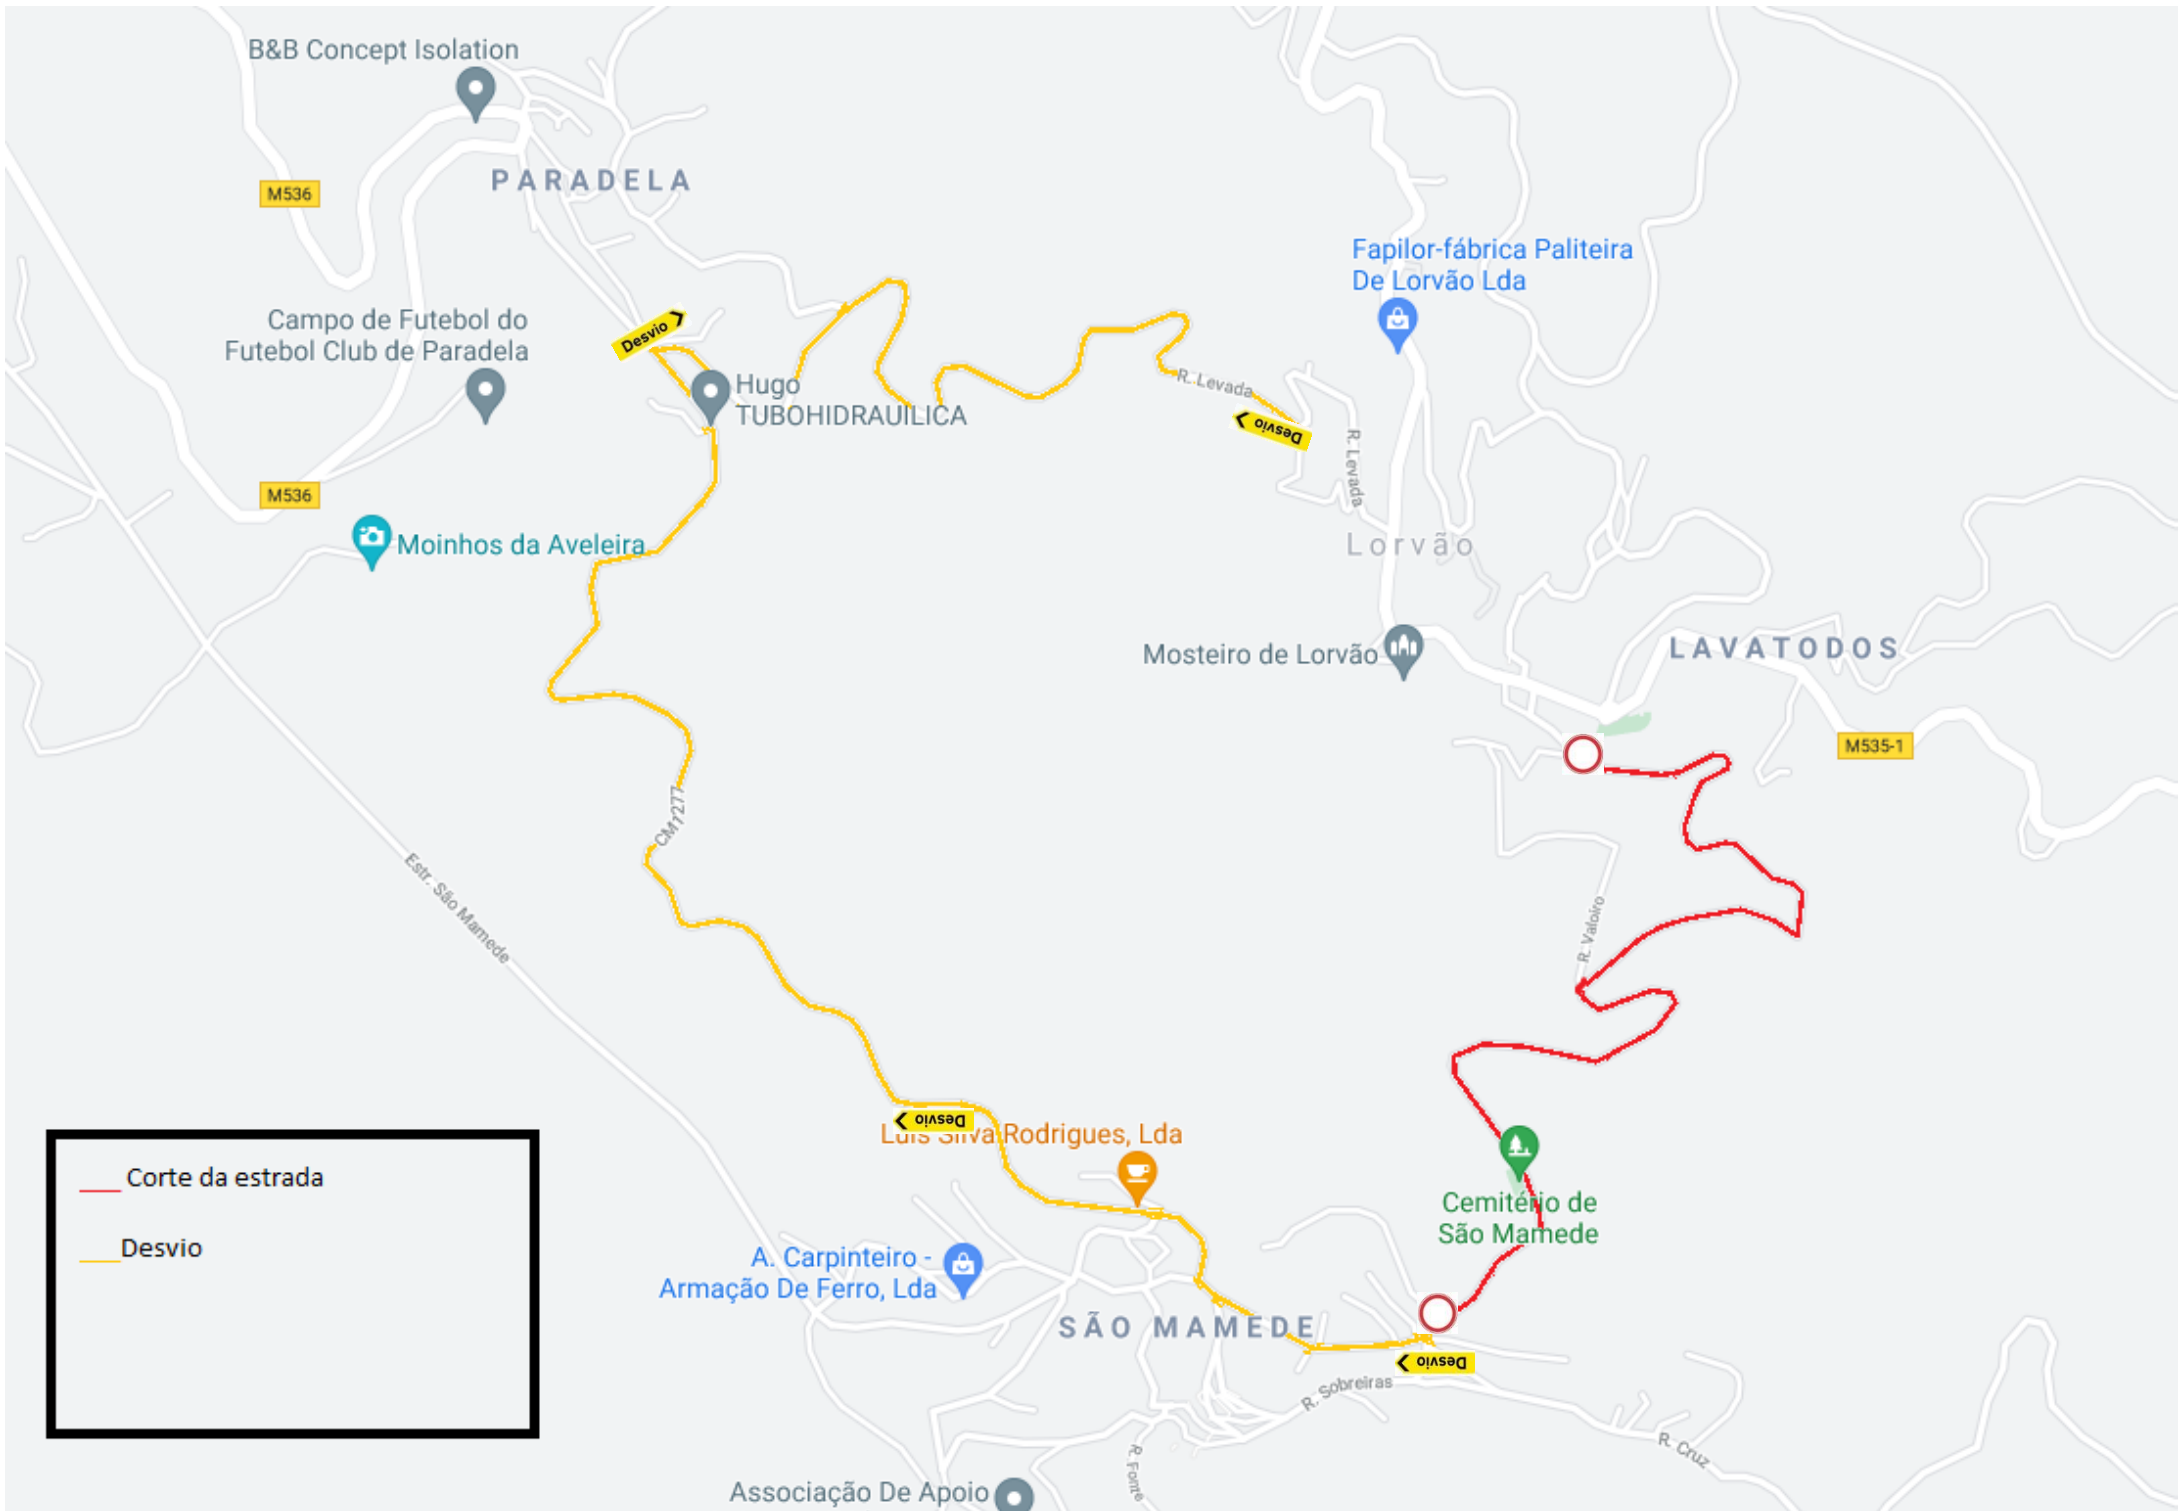 B&B Concept Isolation
M536
PARADELA
Fapilor-fábrica Paliteira
De Lorvão Lda
Campo de Futebol do
Futebol Club de Paradela
Desvio
Hugo
TUBOHIDRAUILICA
R. Levada
Desvio
R. Levada
M536
Moinhos da Aveleira
Lorvão
Mosteiro de Lorvão
LAVATODOS
M535-1
CM1277
Estr. São Mamede
R. Valoiro
Desvio
Luis Silva Rodrigues, Lda
Corte da estrada
Desvio
Cemitério de
São Mamede
A. Carpinteiro -
Armação De Ferro, Lda
SÃO MAMEDE
Desvio
R. Sobreiras
R. Cruz
R. Fonte
Associação De Apoio